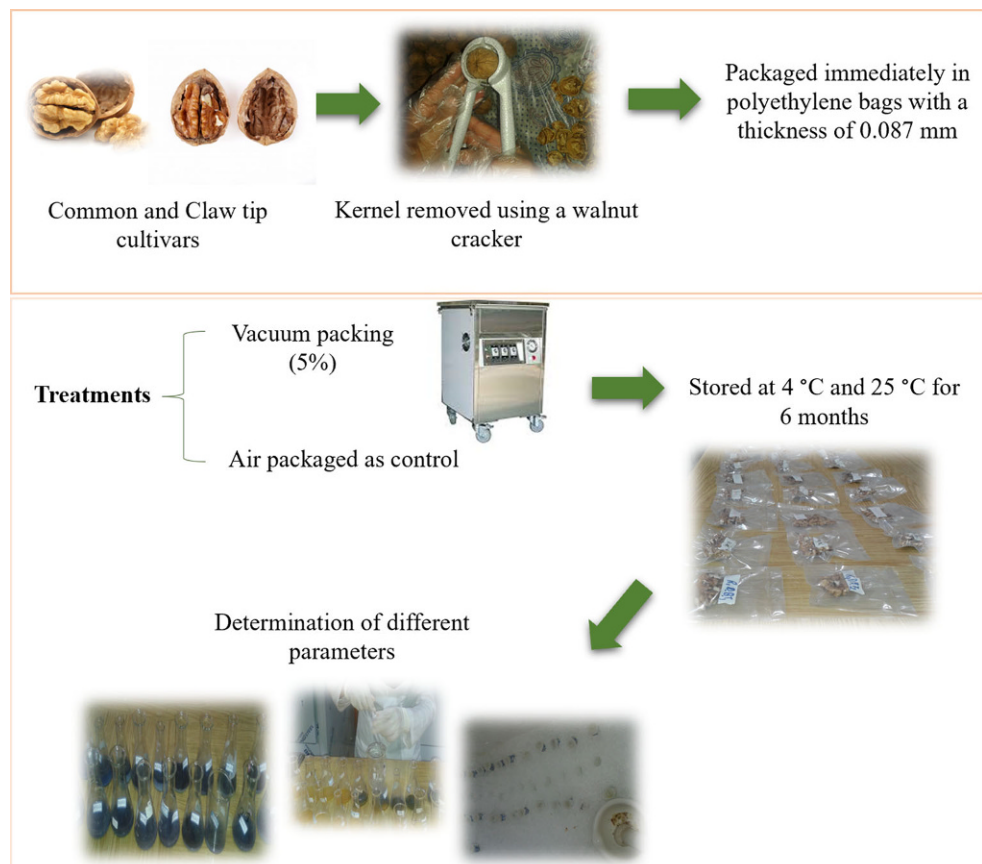 Packaged immediately in
polyethylene bags with a
thickness of 0.087 mm
Common and Claw tip
cultivars
Kernel removed using a walnut
cracker
Vacuum packing
(5%)
Treatments
Air packaged as control
Stored at 4 °C and 25 °C for
6 months
Determination of different
parameters